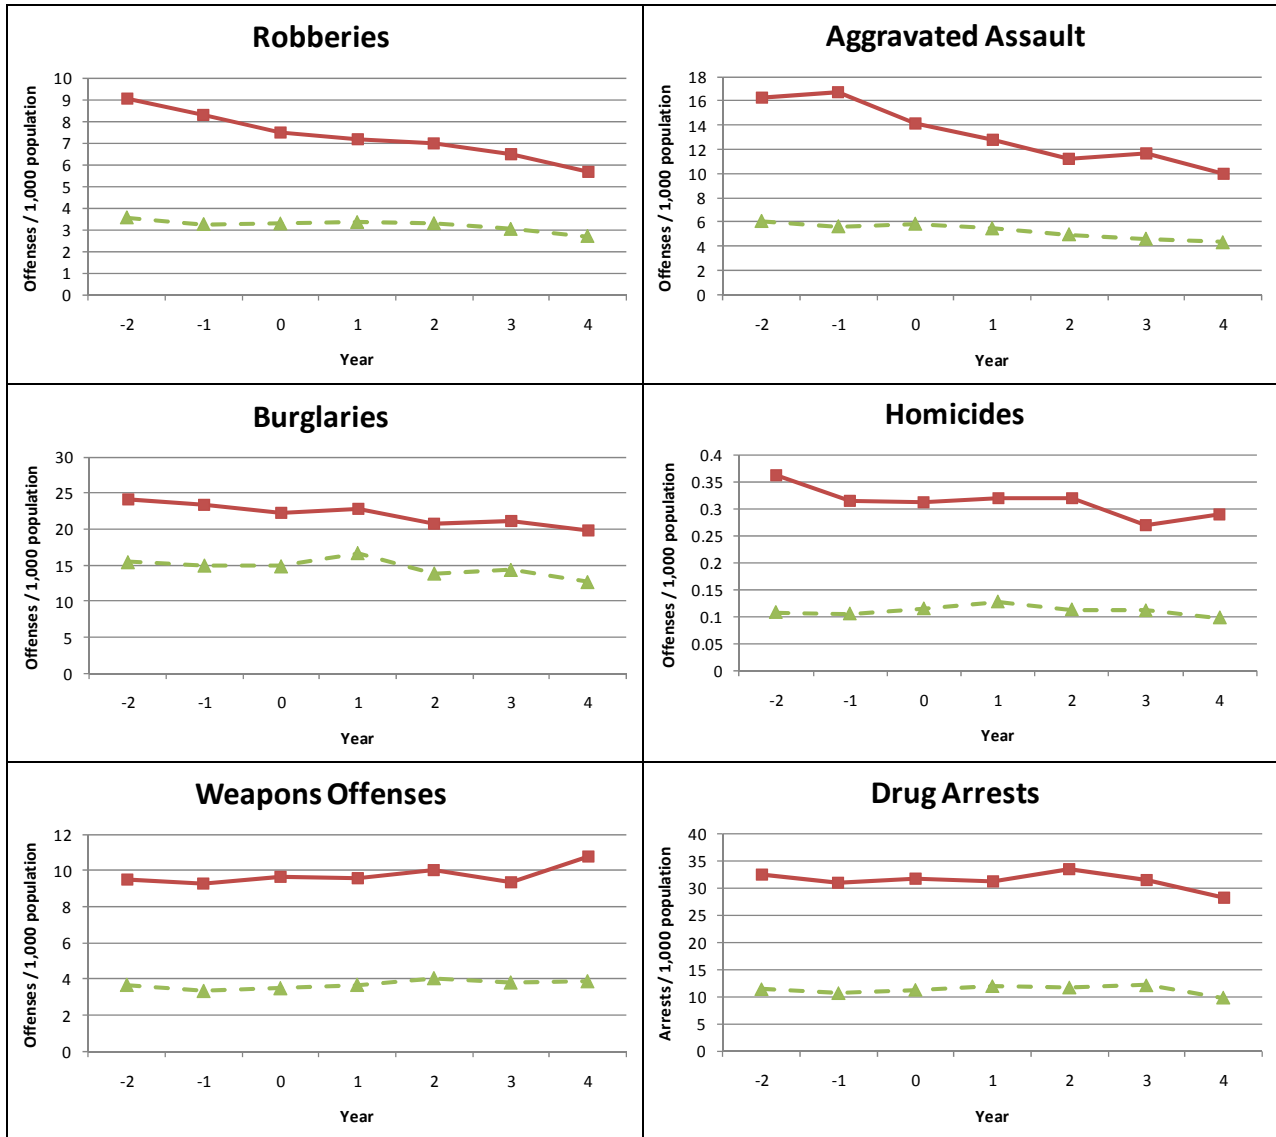 Robberies
Offenses / 1,000 population
10
9
8
7
6
5
4
3
2
1
0
-2 -1 0 1 2 3 4
Year
Aggravated Assault
Offenses / 1,000 population
18
16
14
12
10
8
6
4
2
0
-2 -1 0 1 2 3 4
Year
Burglaries
Offenses / 1,000 population
30
25
20
15
10
5
0
-2 -1 0 1 2 3 4
Year
Homicides
Offenses / 1,000 population
0.4
0.35
0.3
0.25
0.2
0.15
0.1
0.05
0
-2 -1 0 1 2 3 4
Year
Weapons Offenses
Offenses / 1,000 population
12
10
8
6
4
2
0
-2 -1 0 1 2 3 4
Year
Drug Arrests
Arrests / 1,000 population
40
35
30
25
20
15
10
5
0
-2 -1 0 1 2 3 4
Year